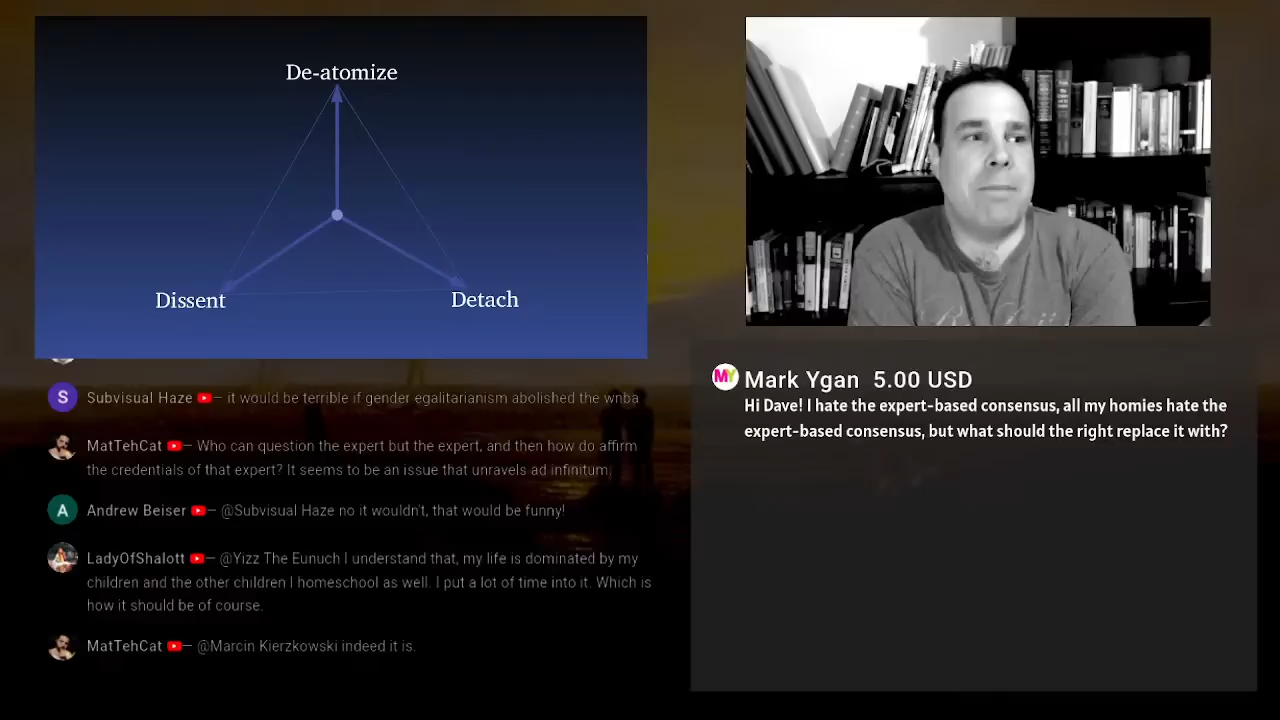 De-atomize
Dissent
Detach
S
Subvisual Haze — it would be terrible if gender egalitarianism abolished the wnba
MatTehCat — Who can question the expert but the expert, and then how do affirm
the credentials of that expert? It seems to be an issue that unravels ad infinitum.
A
Andrew Beiser — @Subvisual Haze no it wouldn't, that would be funny!
LadyOfShalott — @Yizz The Eunuch I understand that, my life is dominated by my
children and the other children I homeschool as well. I put a lot of time into it. Which is
how it should be of course.
MatTehCat — @Marcin Kierzkowski indeed it is.
MY
Mark Ygan 5.00 USD
Hi Dave! I hate the expert-based consensus, all my homies hate the
expert-based consensus, but what should the right replace it with?